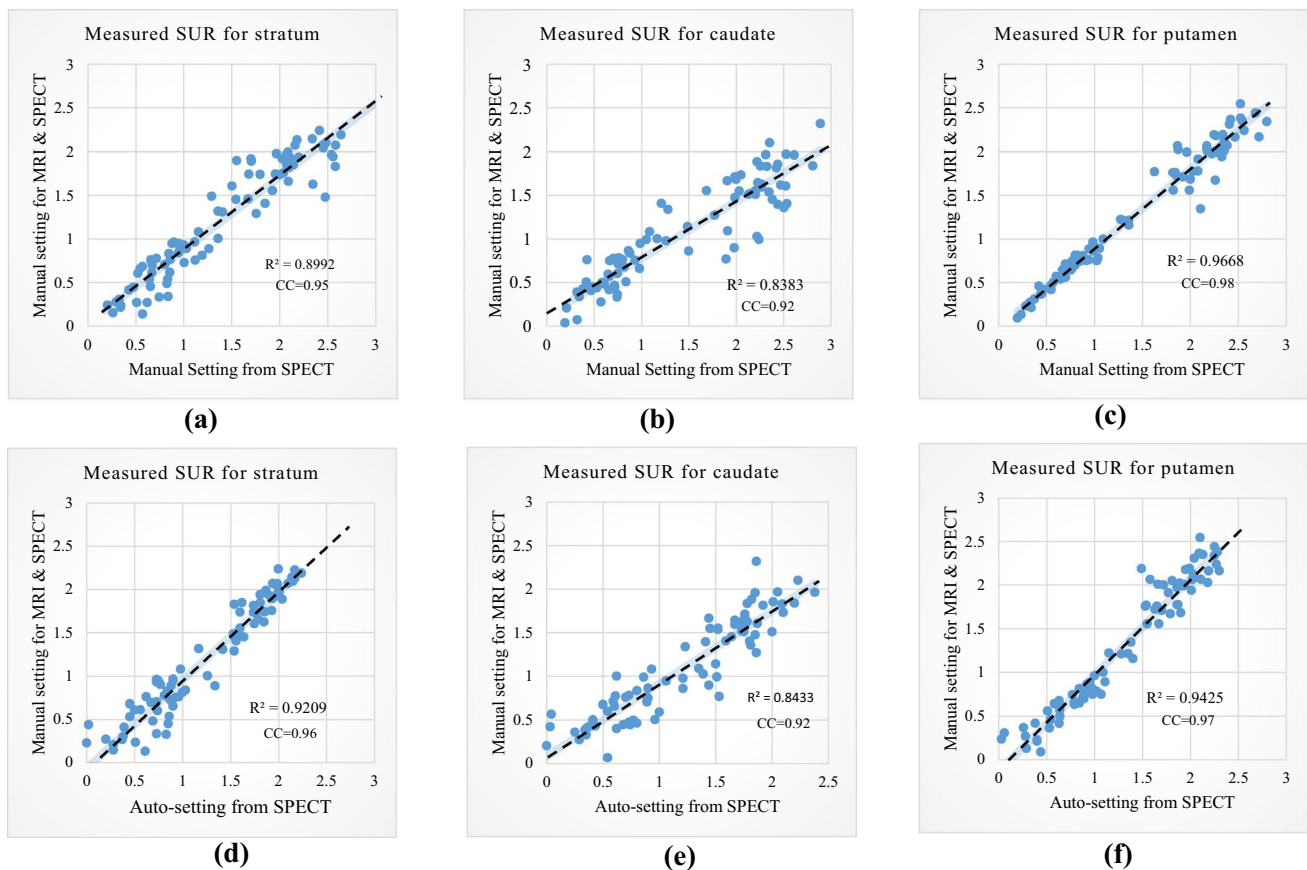 Measured SUR for stratum
Manual setting for MRI & SPECT
3
2.5
2
1.5
1
0.5
0
R² = 0.8992
CC=0.95
0 0.5 1 1.5 2 2.5 3
Manual Setting from SPECT
(a)
Measured SUR for caudate
Manual setting for MRI & SPECT
3
2.5
2
1.5
1
0.5
0
R² = 0.8383
CC=0.92
0 0.5 1 1.5 2 2.5 3
Manual Setting from SPECT
(b)
Measured SUR for putamen
Manual setting for MRI & SPECT
3
2.5
2
1.5
1
0.5
0
R² = 0.9668
CC=0.98
0 0.5 1 1.5 2 2.5 3
Manual Setting from SPECT
(c)
Measured SUR for stratum
Manual setting for MRI & SPECT
3
2.5
2
1.5
1
0.5
0
R² = 0.9209
CC=0.96
0 0.5 1 1.5 2 2.5 3
Auto-setting from SPECT
(d)
Measured SUR for caudate
Manual setting for MRI & SPECT
3
2.5
2
1.5
1
0.5
0
R² = 0.8433
CC=0.92
0 0.5 1 1.5 2 2.5
Auto-setting from SPECT
(e)
Measured SUR for putamen
Manual setting for MRI & SPECT
3
2.5
2
1.5
1
0.5
0
R² = 0.9425
CC=0.97
0 0.5 1 1.5 2 2.5 3
Auto-setting from SPECT
(f)